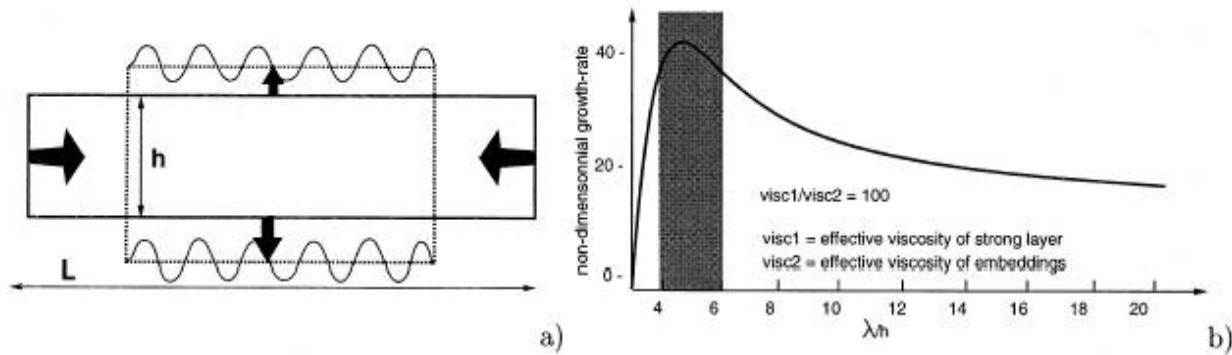 h
L
a)
non-dimensonnial growth-rate
40 -
20 -
0 -
visc1/visc2 = 100
visc1 = effective viscosity of strong layer
visc2 = effective viscosity of embeddings
4 6 8 10 12 14 16 18 20
λ/h
b)